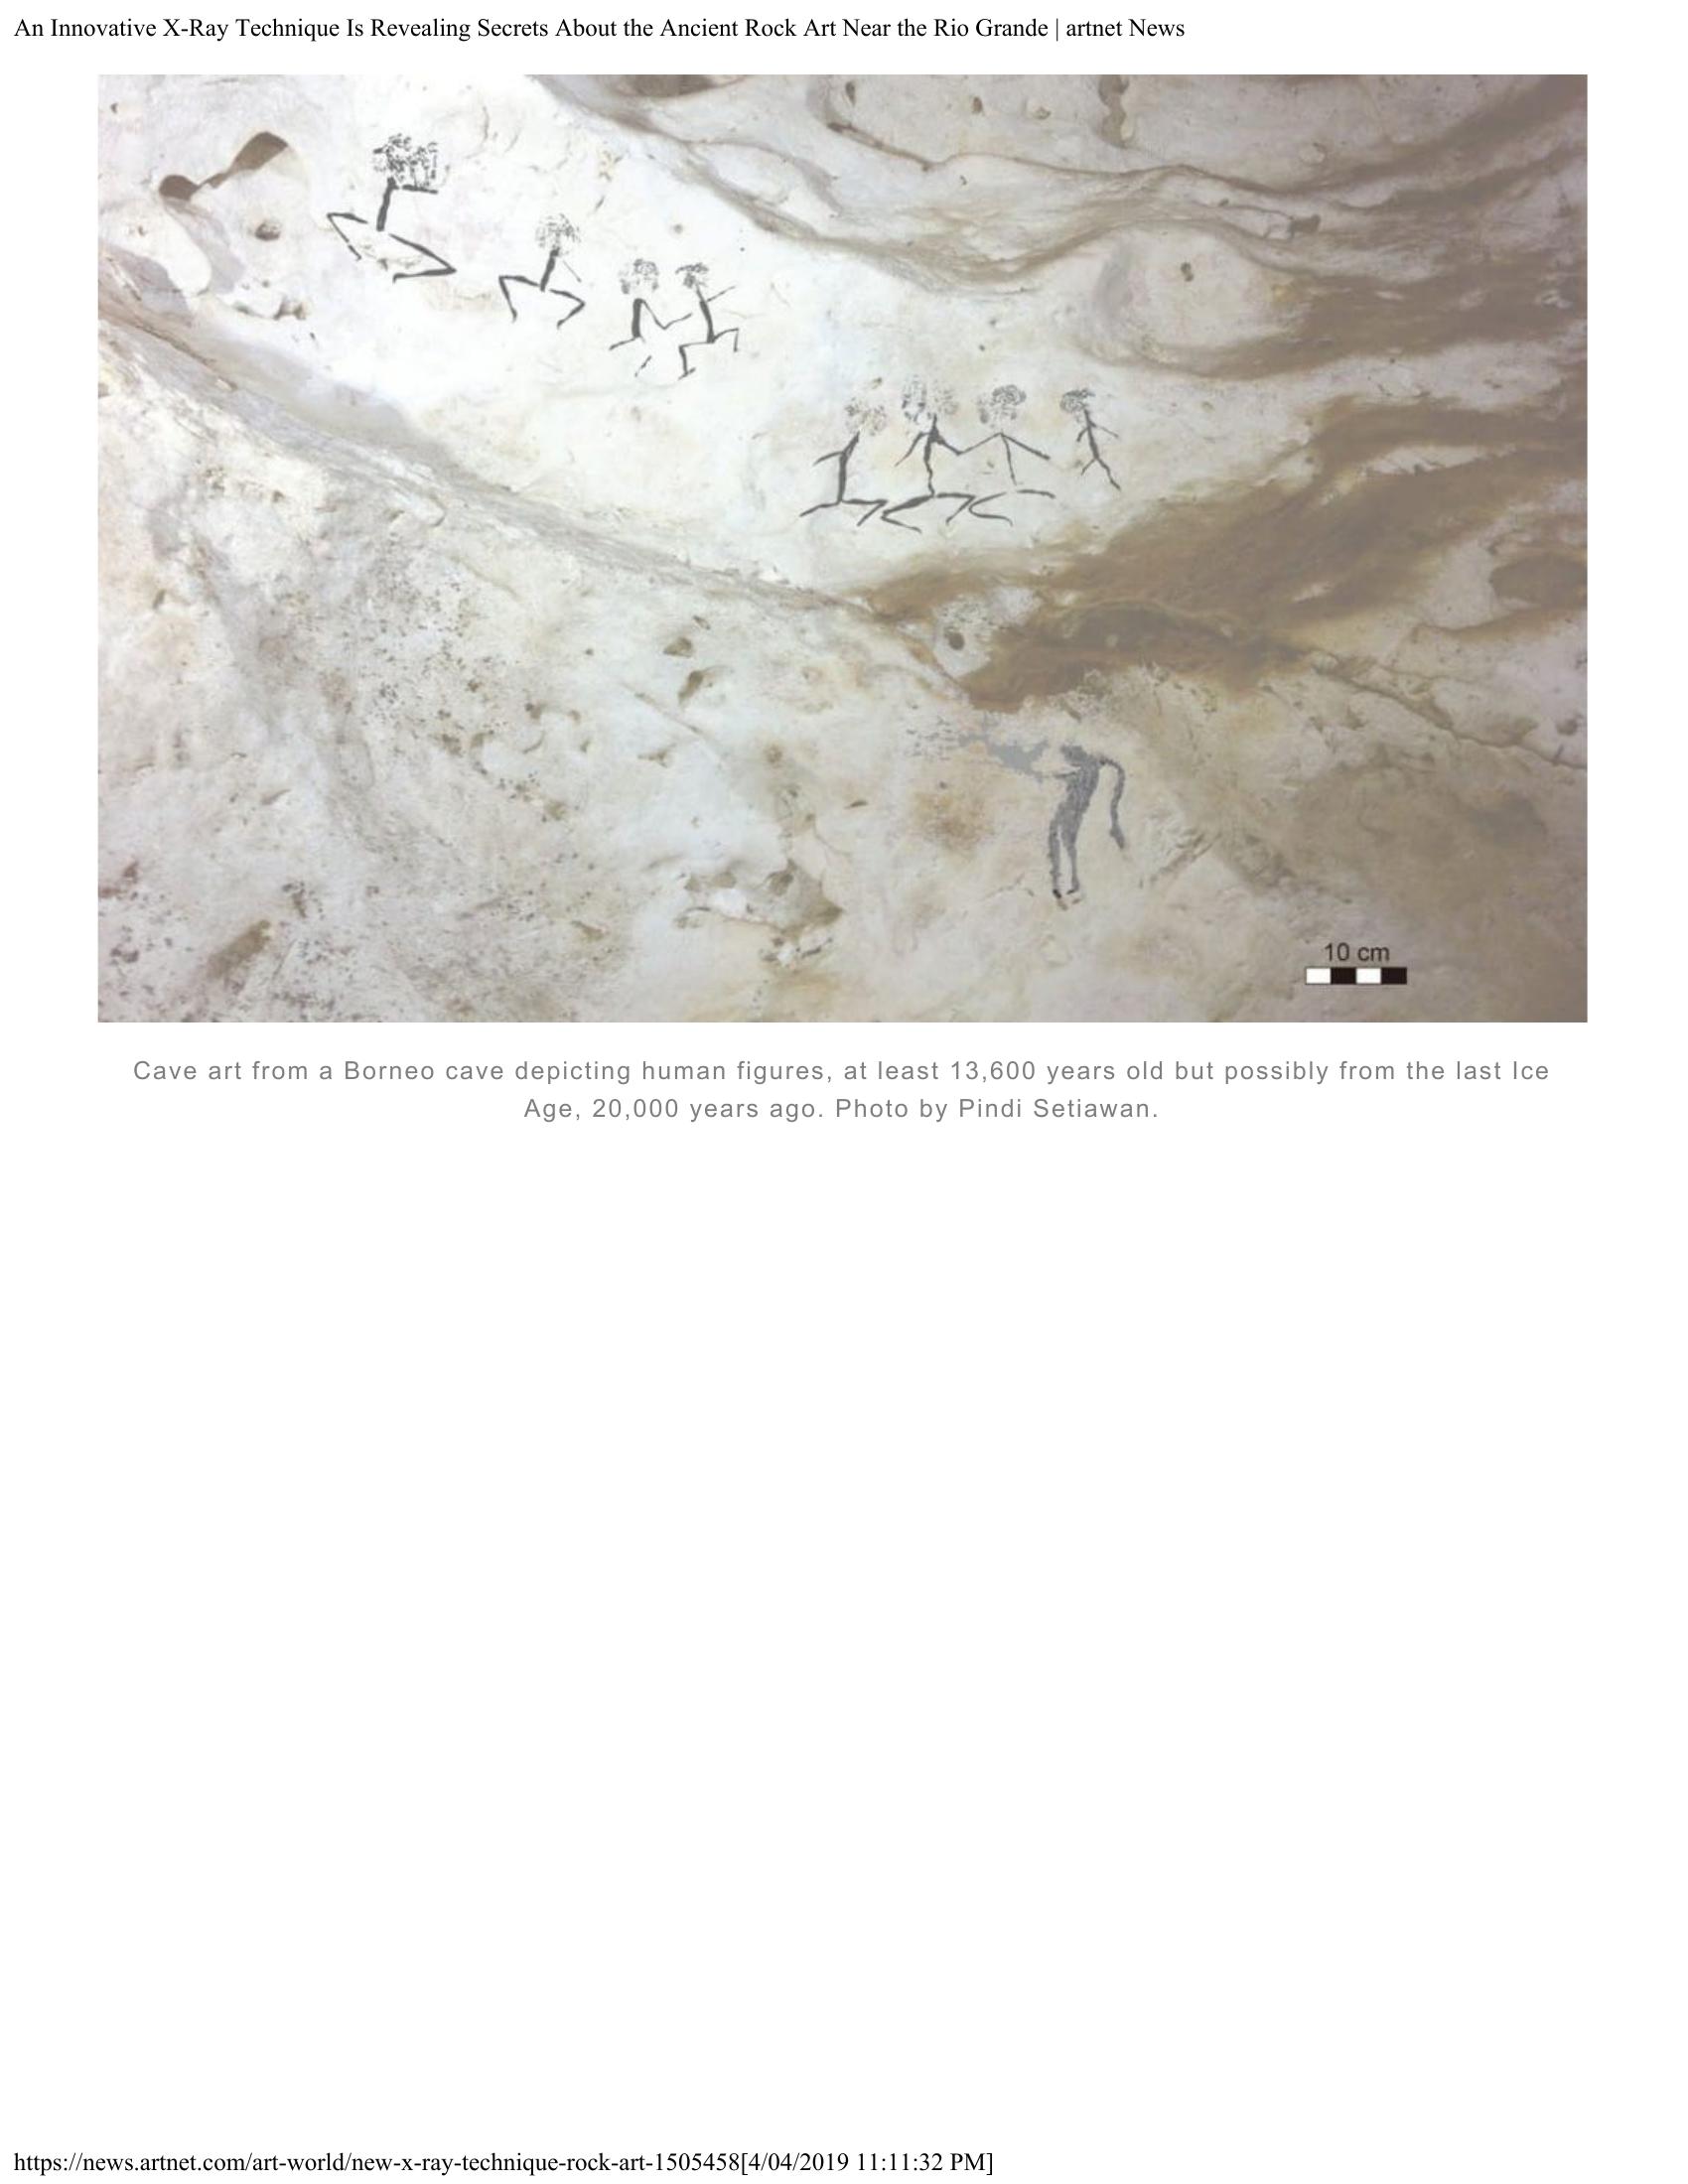 An Innovative X-Ray Technique Is Revealing Secrets About the Ancient Rock Art Near the Rio Grande | artnet News
10 cm
Cave art from a Borneo cave depicting human figures, at least 13,600 years old but possibly from the last Ice
Age, 20,000 years ago. Photo by Pindi Setiawan.
https://news.artnet.com/art-world/new-x-ray-technique-rock-art-1505458[4/04/2019 11:11:32 PM]